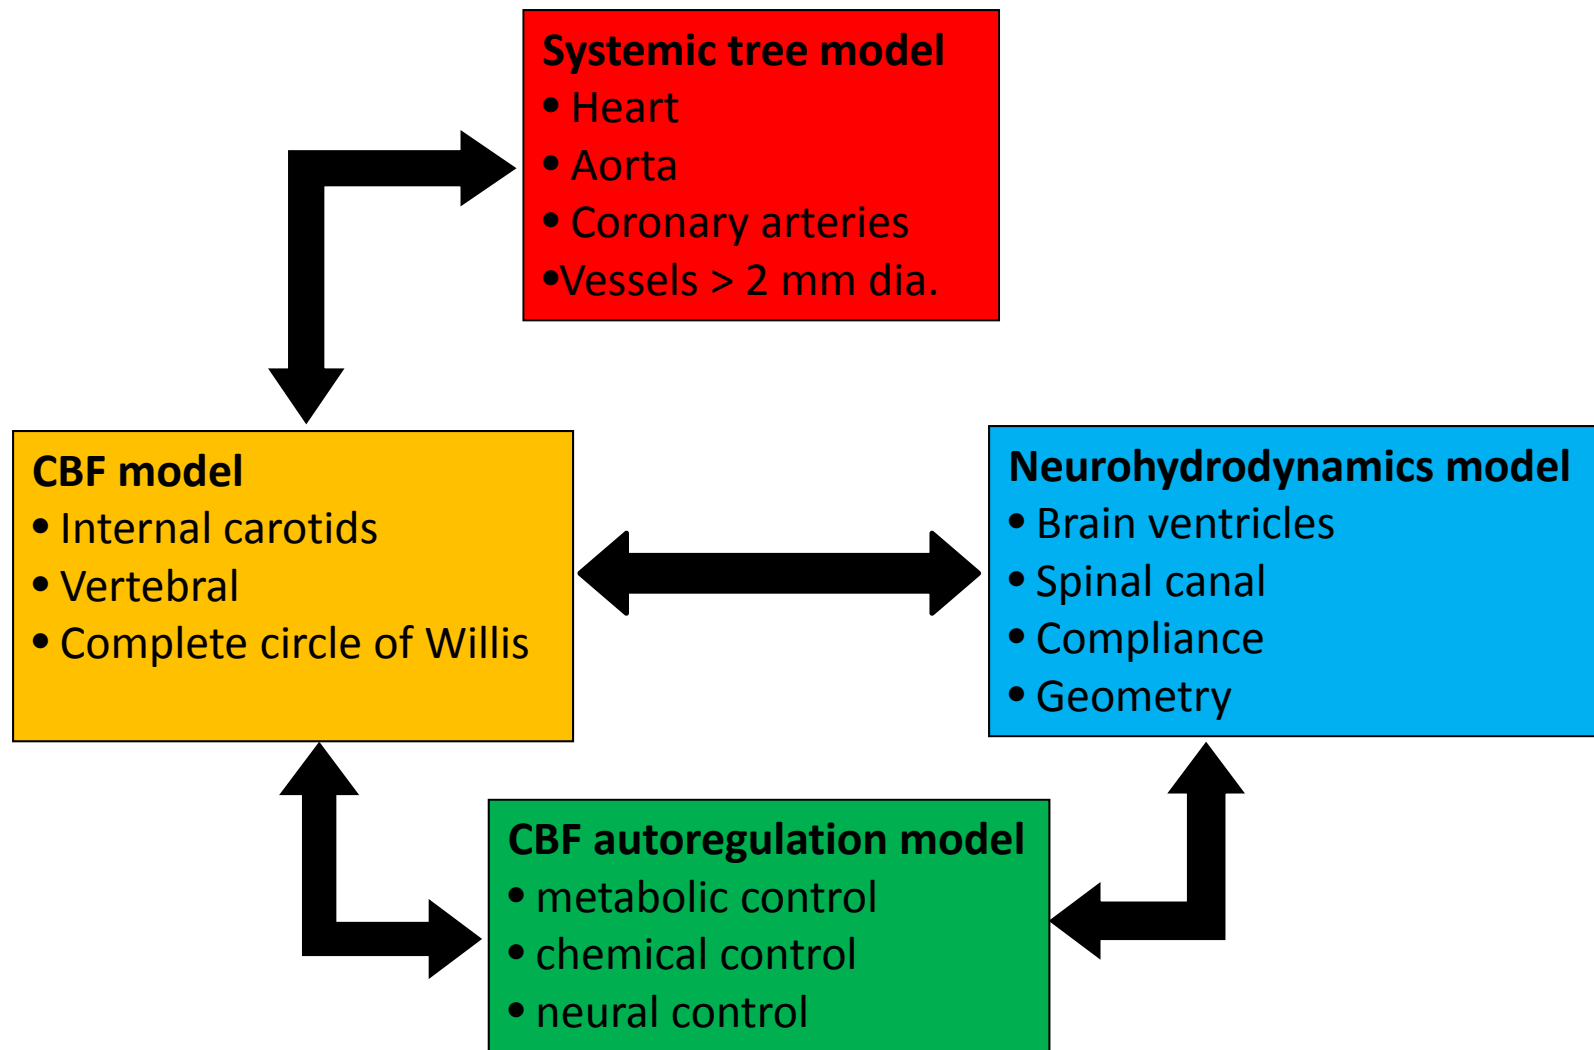 Systemic tree model
• Heart
• Aorta
• Coronary arteries
•Vessels > 2 mm dia.
CBF model
• Internal carotids
• Vertebral
• Complete circle of Willis
Neurohydrodynamics model
• Brain ventricles
• Spinal canal
• Compliance
• Geometry
CBF autoregulation model
• metabolic control
• chemical control
• neural control